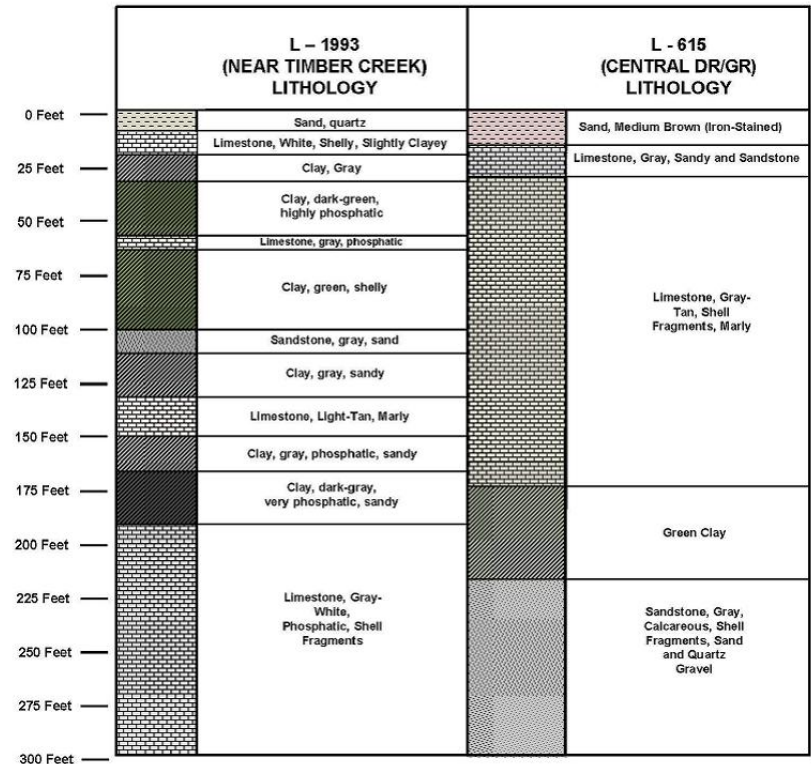 L – 1993
(NEAR TIMBER CREEK)
LITHOLOGY
L - 615
(CENTRAL DR/GR)
LITHOLOGY
0 Feet
25 Feet
50 Feet
75 Feet
100 Feet
125 Feet
150 Feet
175 Feet
200 Feet
225 Feet
250 Feet
275 Feet
300 Feet
Sand, quartz
Limestone, White, Shelly, Slightly Clayey
Clay, Gray
Clay, dark-green,
highly phosphatic
Limestone, gray, phosphatic
Clay, green, shelly
Sandstone, gray, sand
Clay, gray, sandy
Limestone, Light-Tan, Marly
Clay, gray, phosphatic, sandy
Clay, dark-gray,
very phosphatic, sandy
Limestone, Gray-
White,
Phosphatic, Shell
Fragments
Sand, Medium Brown (Iron-Stained)
Limestone, Gray, Sandy and Sandstone
Limestone, Gray-
Tan, Shell
Fragments, Marly
Green Clay
Sandstone, Gray,
Calcareous, Shell
Fragments, Sand
and Quartz
Gravel